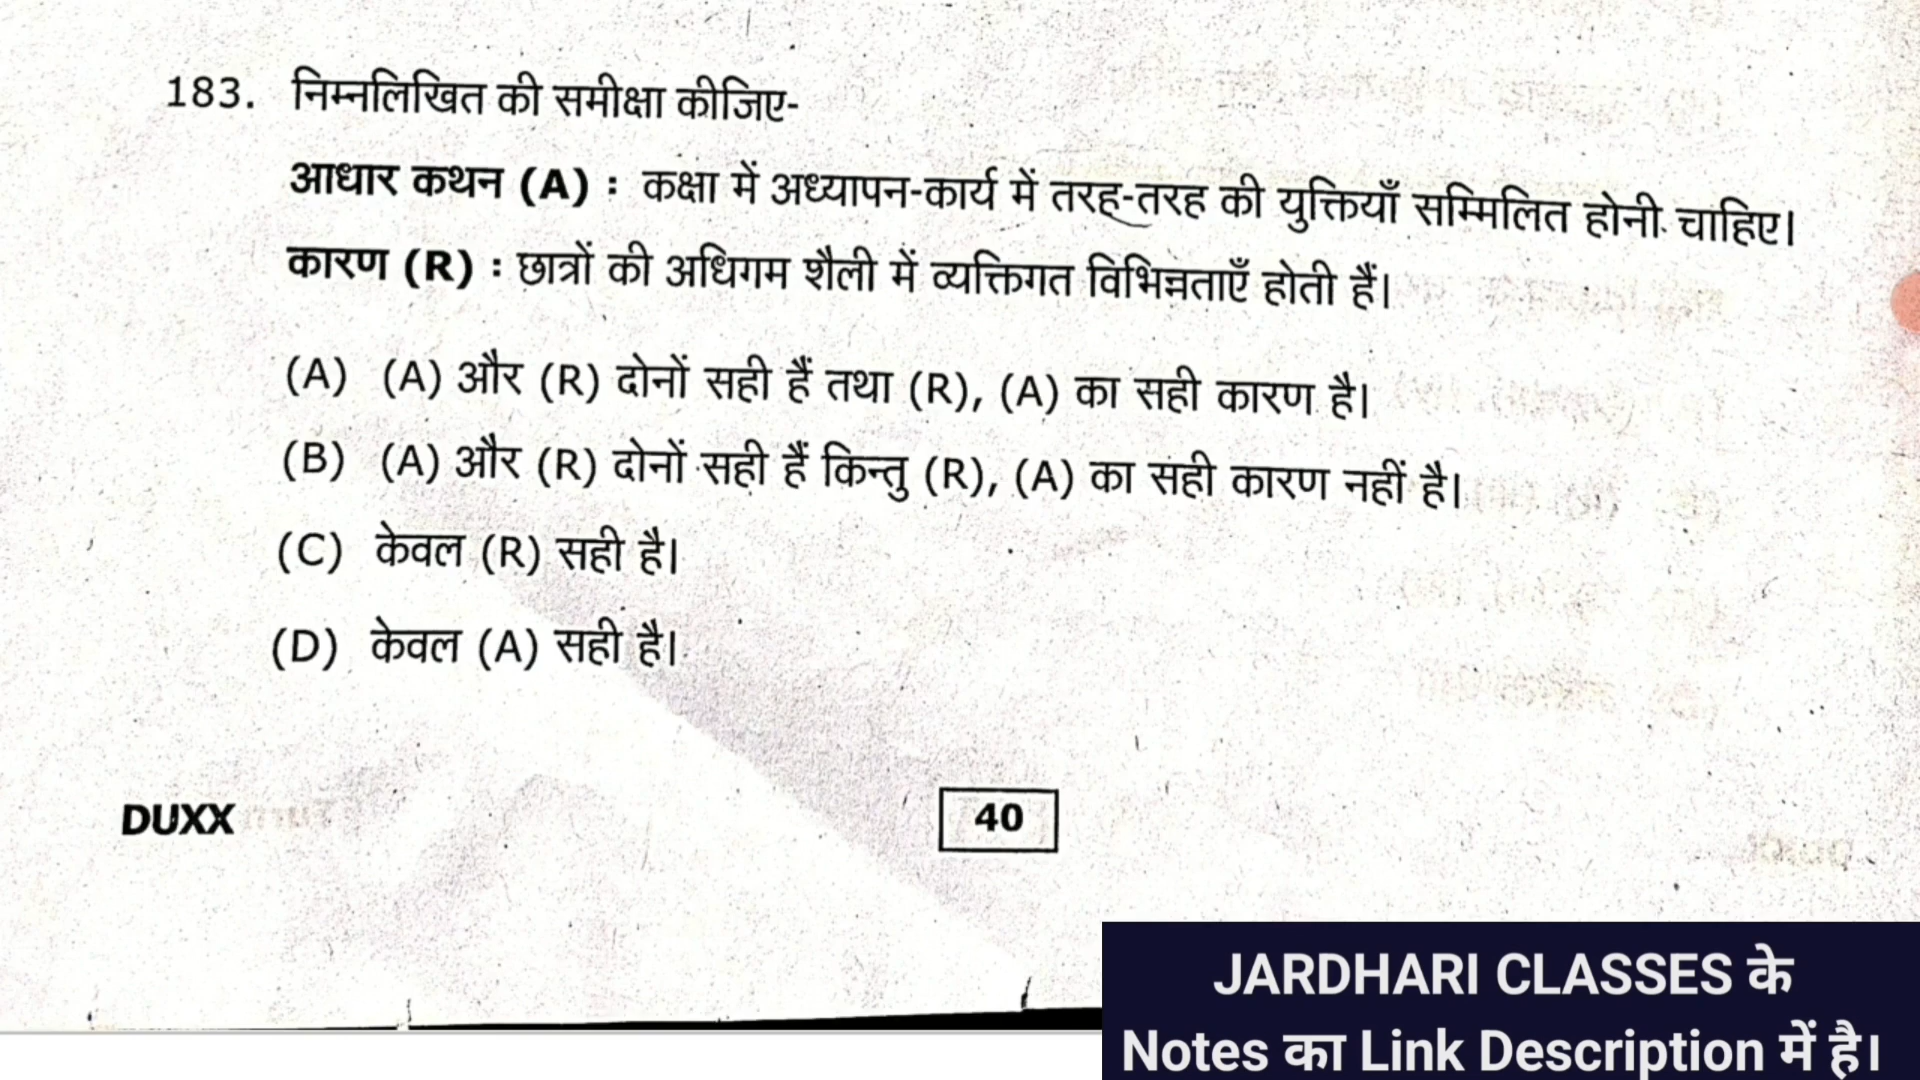 183. निम्नलिखित की समीक्षा कीजिए-
आधार कथन (A) : कक्षा में अध्यापन-कार्य में तरह-तरह की युक्तियाँ सम्मिलित होनी चाहिए।
कारण (R) : छात्रों की अधिगम शैली में व्यक्तिगत विभिन्नताएँ होती हैं।
(A) (A) और (R) दोनों सही हैं तथा (R), (A) का सही कारण है।
(B) (A) और (R) दोनों सही हैं किन्तु (R), (A) का सही कारण नहीं है।
(C) केवल (R) सही है।
(D) केवल (A) सही है।
DUXX
40
JARDHARI CLASSES के
Notes का Link Description में है।